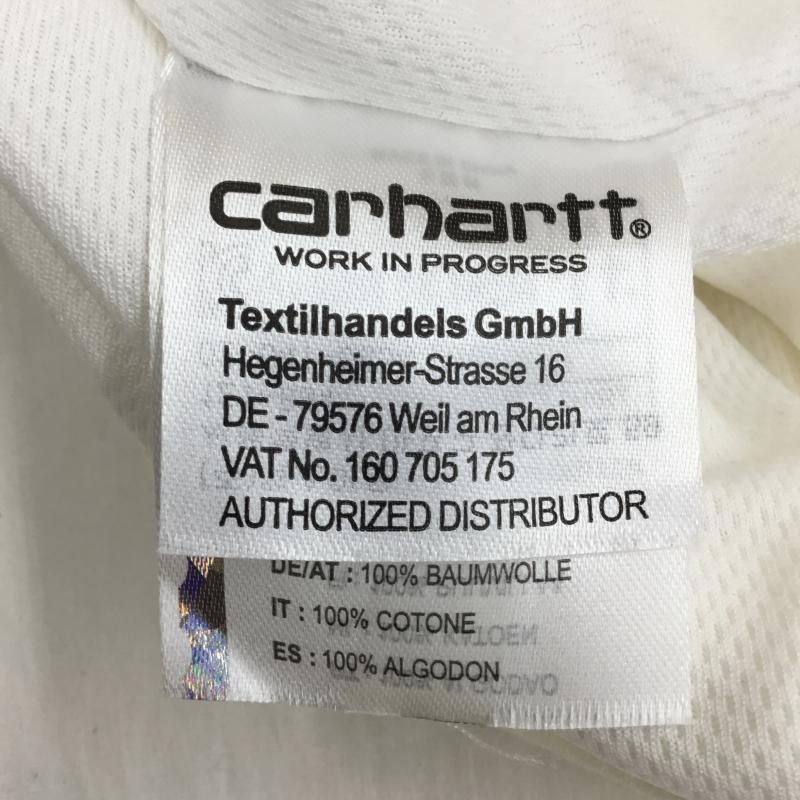 carhartt®
WORK IN PROGRESS
Textilhandels GmbH
Hegenheimer-Strasse 16
DE - 79576 Weil am Rhein
VAT No. 160 705 175
AUTHORIZED DISTRIBUTOR
DE/AT : 100% BAUMWOLLE
IT : 100% COTONE
ES : 100% ALGODON